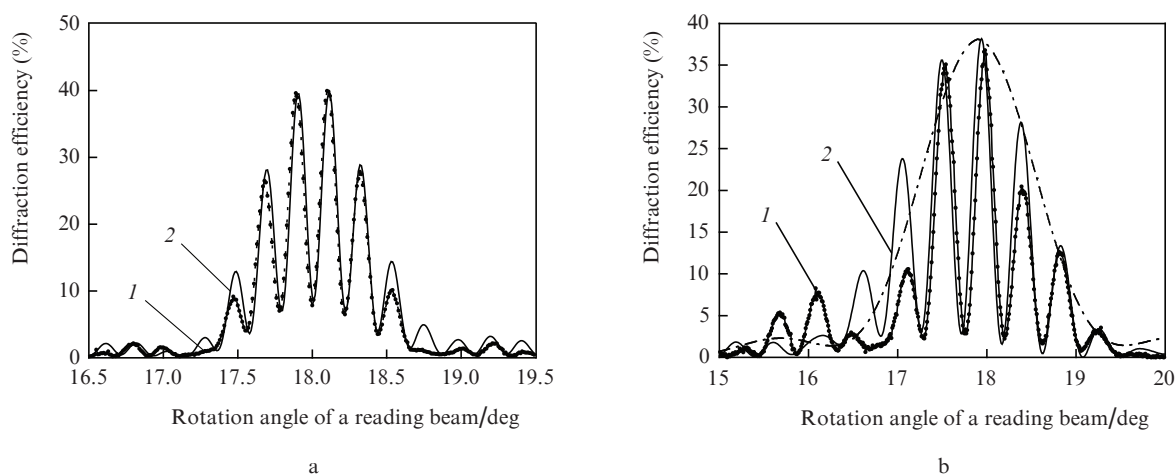 Diffraction efficiency (%)
50
40
30
20
10
0
2
1
16.5 17.0 17.5 18.0 18.5 19.0 19.5
Rotation angle of a reading beam/deg
a
Diffraction efficiency (%)
40
35
30
25
20
15
10
5
0
2
1
15 16 17 18 19 20
Rotation angle of a reading beam/deg
b